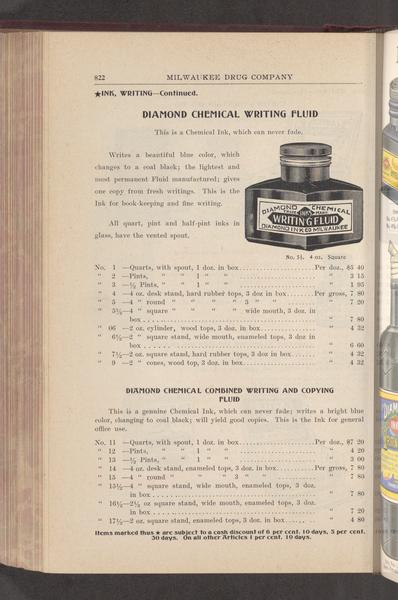 822 MILWAUKEE DRUG COMPANY
★INK, WRITING—Continued.
DIAMOND CHEMICAL WRITING FLUID
This is a Chemical Ink, which can never fade.
Writes a beautiful blue color, which
changes to a coal black; the lightest and
most permanent Fluid manufactured; gives
one copy from fresh writings. This is the
Ink for book-keeping and fine writing.
All quart, pint and half-pint inks in
glass, have the vented spout.
DIAMOND CHEMICAL
TRADE INKS MARK
WRITING FLUID
DIAMOND INK CO MILWAUKEE
No. 5½. 4 oz. Square
No. 1 —Quarts, with spout, 1 doz. in box.................... Per doz., $5 40
" 2 —Pints, " " 1 " " .................... " 3 15
" 3 —½ Pints, " " 1 " " .................... " 1 95
" 4 —4 oz. desk stand, hard rubber tops, 3 doz in box........ Per gross, 7 80
" 5 —4 " round " " " " 3 " " ........ " 7 20
" 5½—4 " square " " " " wide mouth, 3 doz. in
box........................ " 7 80
" 06 —2 oz. cylinder, wood tops, 3 doz. in box............... " 4 32
" 6½—2 " square stand, wide mouth, enameled tops, 3 doz. in
box........................ " 6 60
" 7½—2 oz. square stand, hard rubber tops, 3 doz in box...... " 4 32
" 9 —2 " cones, wood top, 3 doz. in box.................. " 4 32
DIAMOND CHEMICAL COMBINED WRITING AND COPYING
FLUID
This is a genuine Chemical Ink, which can never fade; writes a bright blue
color, changing to coal black; will yield good copies. This is the Ink for general
office use.
No. 11 —Quarts, with spout, 1 doz. in box.................... Per doz., $7 20
" 12 —Pints, " " 1 " " .................... " 4 20
" 13 —½ Pints, " " 1 " " .................... " 3 00
" 14 —4 oz. desk stand, enameled tops, 3 doz. in box.......... Per gross, 7 80
" 15 —4 " round " " " 3 " " .......... " 7 80
" 15½—4 " square stand, wide mouth, enameled tops, 3 doz.
in box........................ " 7 80
" 16½—2½ oz square stand, wide mouth, enameled tops, 3 doz.
in box........................ " 7 20
" 17½—2 oz. square stand, enameled tops, 3 doz. in box...... " 4 80
Items marked thus ★ are subject to a cash discount of 6 per cent. 10 days, 5 per cent.
30 days. On all other Articles 1 per cent. 10 days.